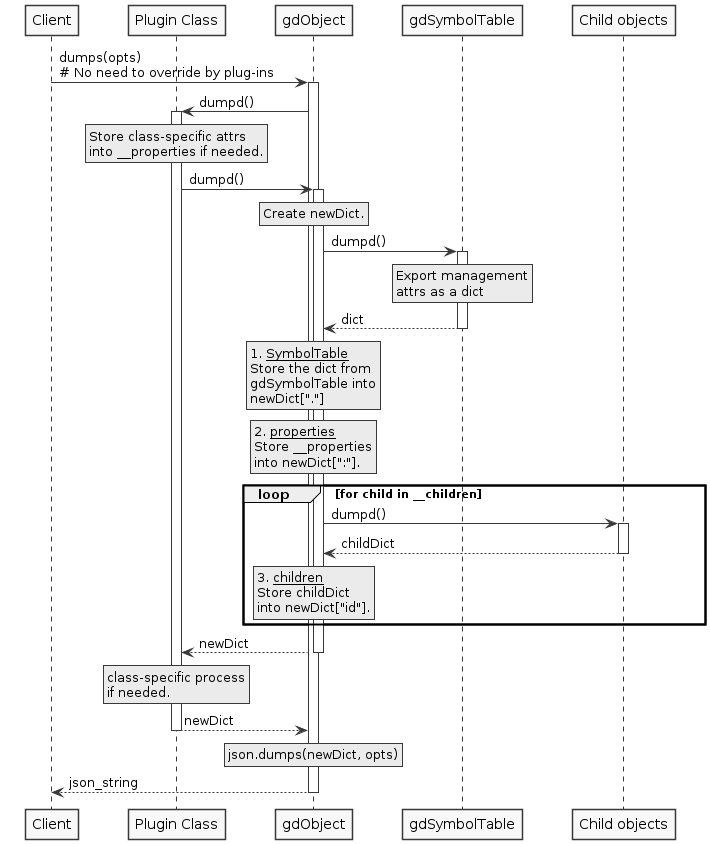 Client
Plugin Class
gdObject
gdSymbolTable
Child objects
dumps(opts)
# No need to override by plug-ins
dumpd()
Store class-specific attrs
into __properties if needed.
dumpd()
Create newDict.
dumpd()
Export management
attrs as a dict
dict
1. SymbolTable
Store the dict from
gdSymbolTable into
newDict["."]
2. properties
Store __properties
into newDict[":"].
loop
[for child in __children]
dumpd()
childDict
3. children
Store childDict
into newDict["id"].
newDict
class-specific process
if needed.
newDict
json.dumps(newDict, opts)
json_string
Client
Plugin Class
gdObject
gdSymbolTable
Child objects